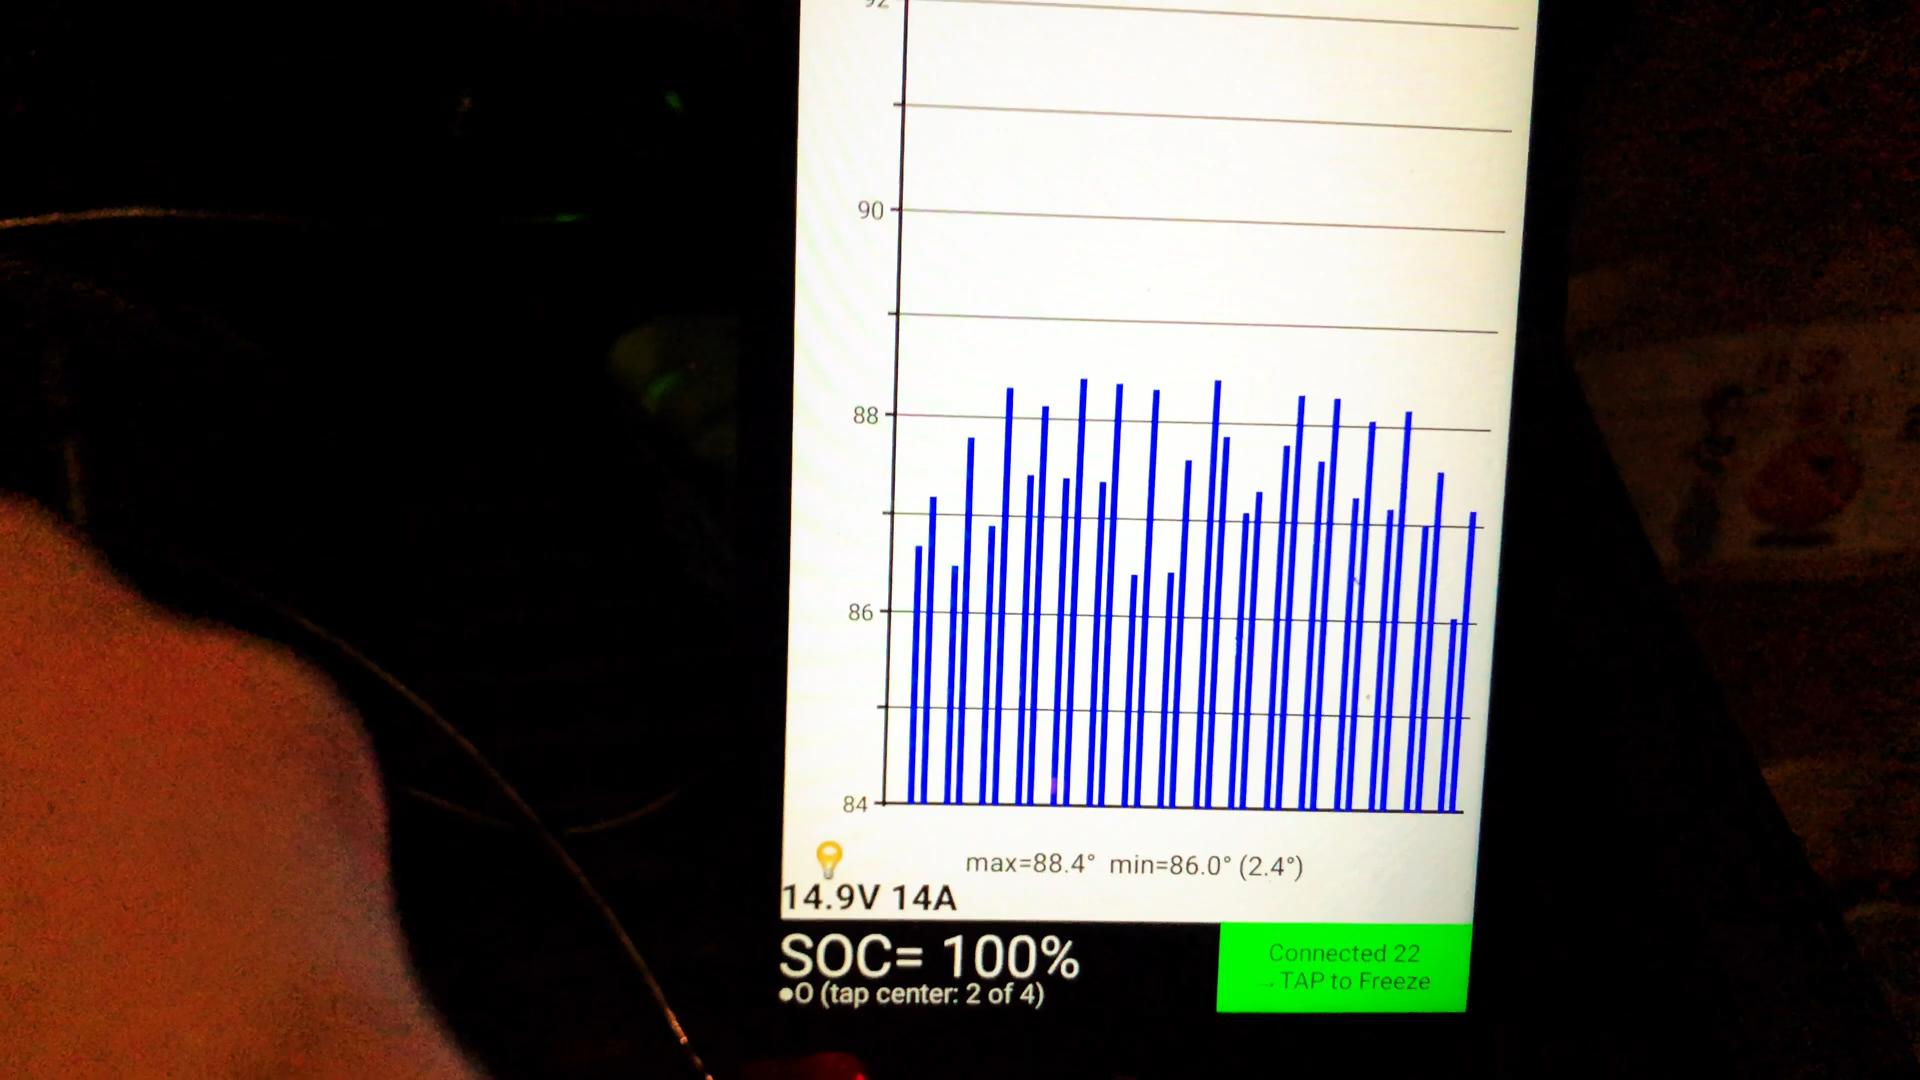 92
90
88
86
84
max=88.4° min=86.0° (2.4°)
14.9V 14A
SOC= 100%
●O (tap center: 2 of 4)
Connected 22
→TAP to Freeze